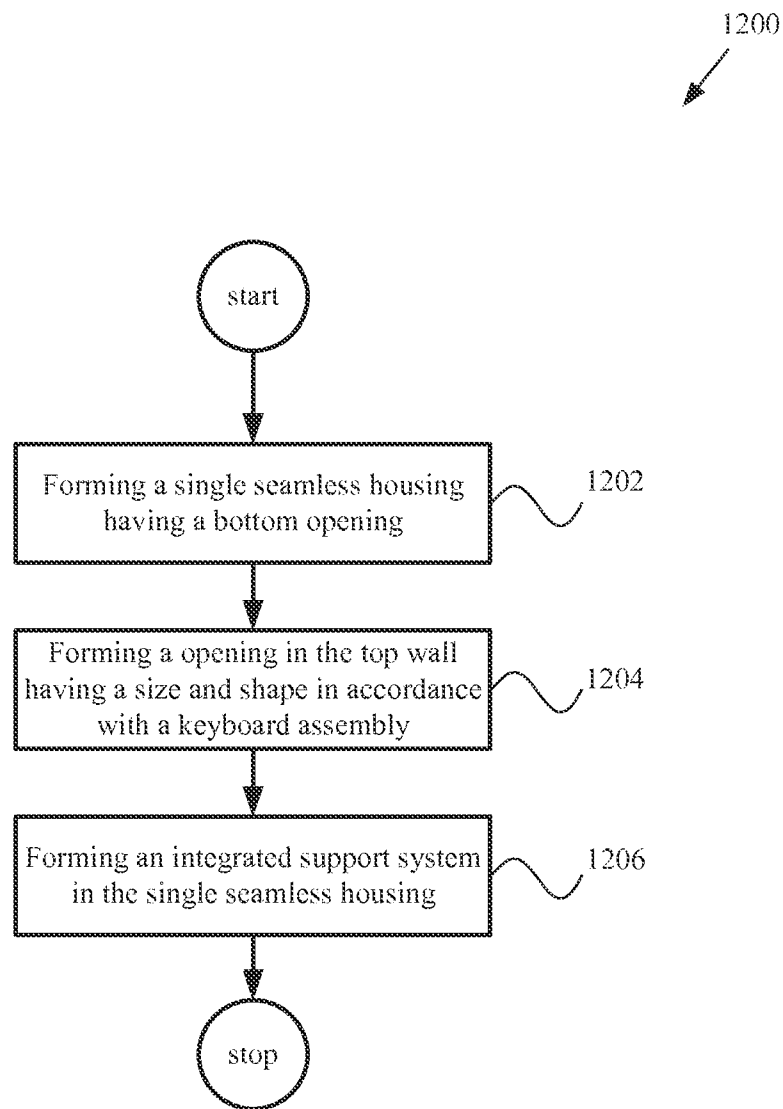 1200
start
Forming a single seamless housing
having a bottom opening
1202
Forming a opening in the top wall
having a size and shape in accordance
with a keyboard assembly
1204
Forming an integrated support system
in the single seamless housing
1206
stop